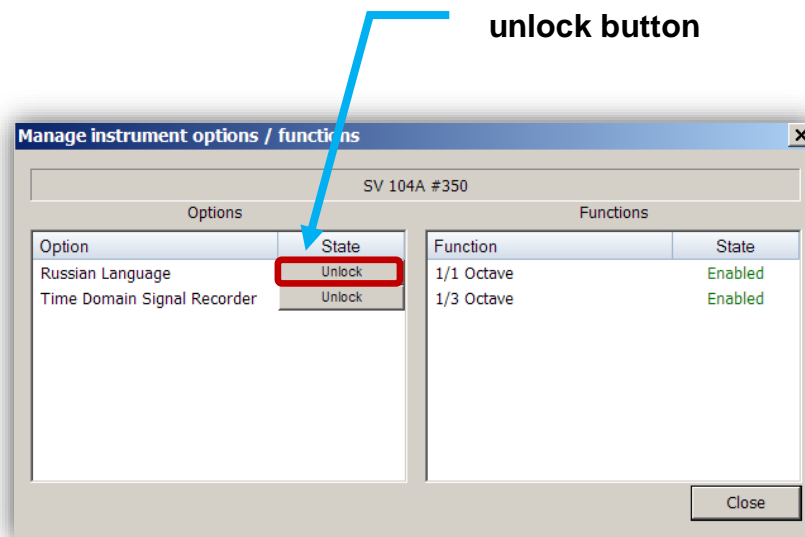 unlock button
Manage instrument options / functions
SV 104A #350
Options Functions
Option State Function State
Russian Language Unlock 1/1 Octave Enabled
Time Domain Signal Recorder Unlock 1/3 Octave Enabled
Close